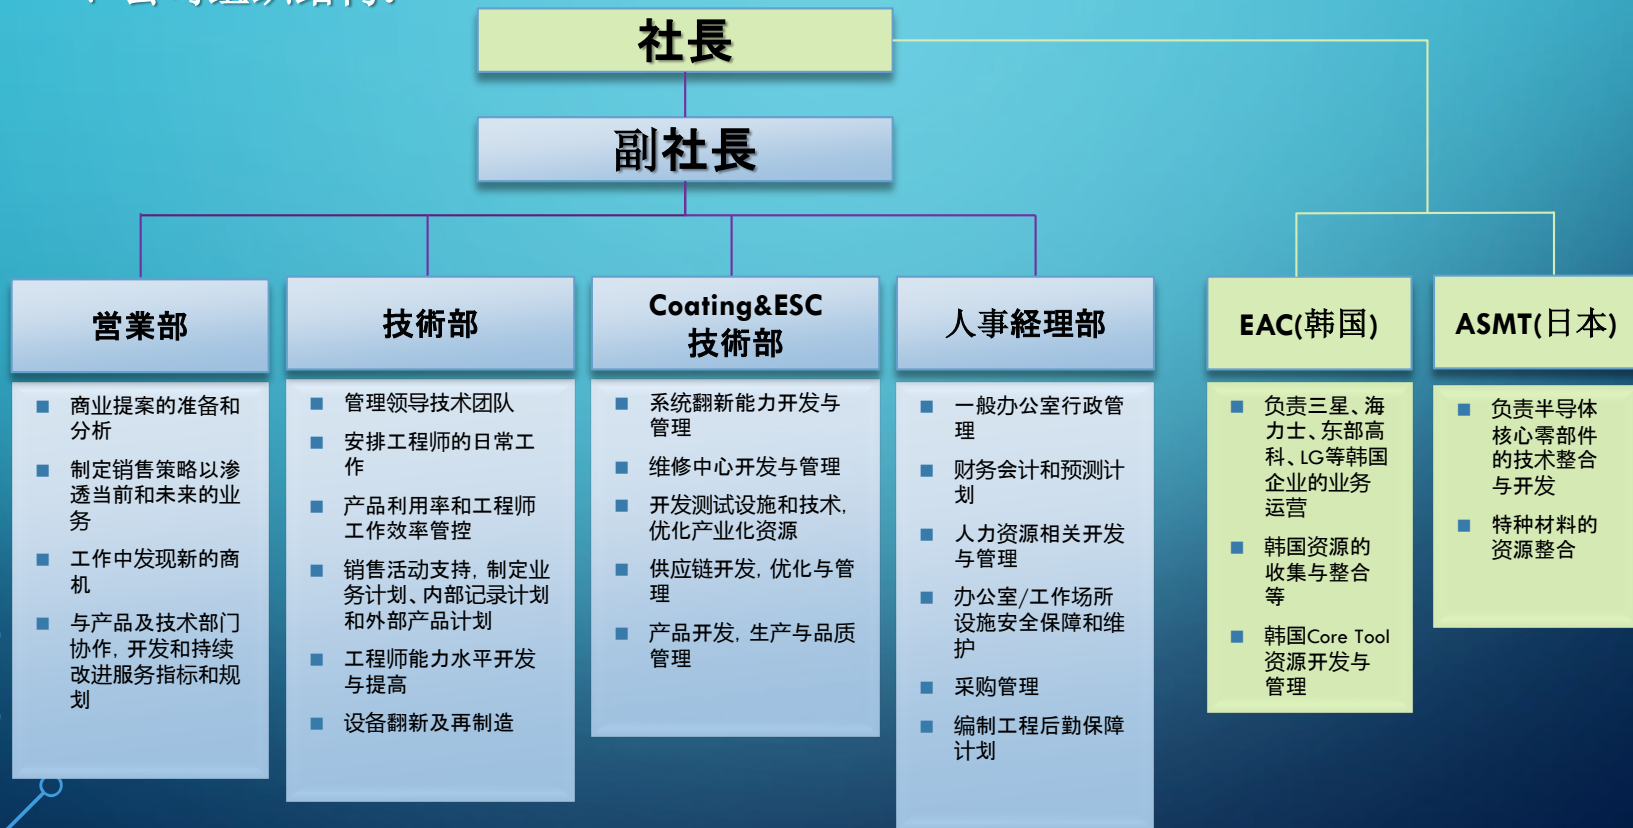 公司组织结构:
社長
副社長
営業部
商业提案的准备和
分析
制定销售策略以渗
透当前和未来的业
务
工作中发现新的商
机
与产品及技术部门
协作, 开发和持续
改进服务指标和规
划
技術部
管理领导技术团队
安排工程师的日常工
作
产品利用率和工程师
工作效率管控
销售活动支持, 制定业
务计划、内部记录计划
和外部产品计划
工程师能力水平开发
与提高
设备翻新及再制造
Coating&ESC
技術部
系统翻新能力开发与
管理
维修中心开发与管理
开发测试设施和技术,
优化产业化资源
供应链开发, 优化与管
理
产品开发, 生产与品质
管理
人事経理部
一般办公室行政管
理
财务会计和预测计
划
人力资源相关开发
与管理
办公室/工作场所
设施安全保障和维
护
采购管理
编制工程后勤保障
计划
EAC(韩国)
负责三星、海
力士、东部高
科、LG等韩国
企业的业务
运营
韩国资源的
收集与整合
等
韩国Core Tool
资源开发与
管理
ASMT(日本)
负责半导体
核心零部件
的技术整合
与开发
特种材料的
资源整合